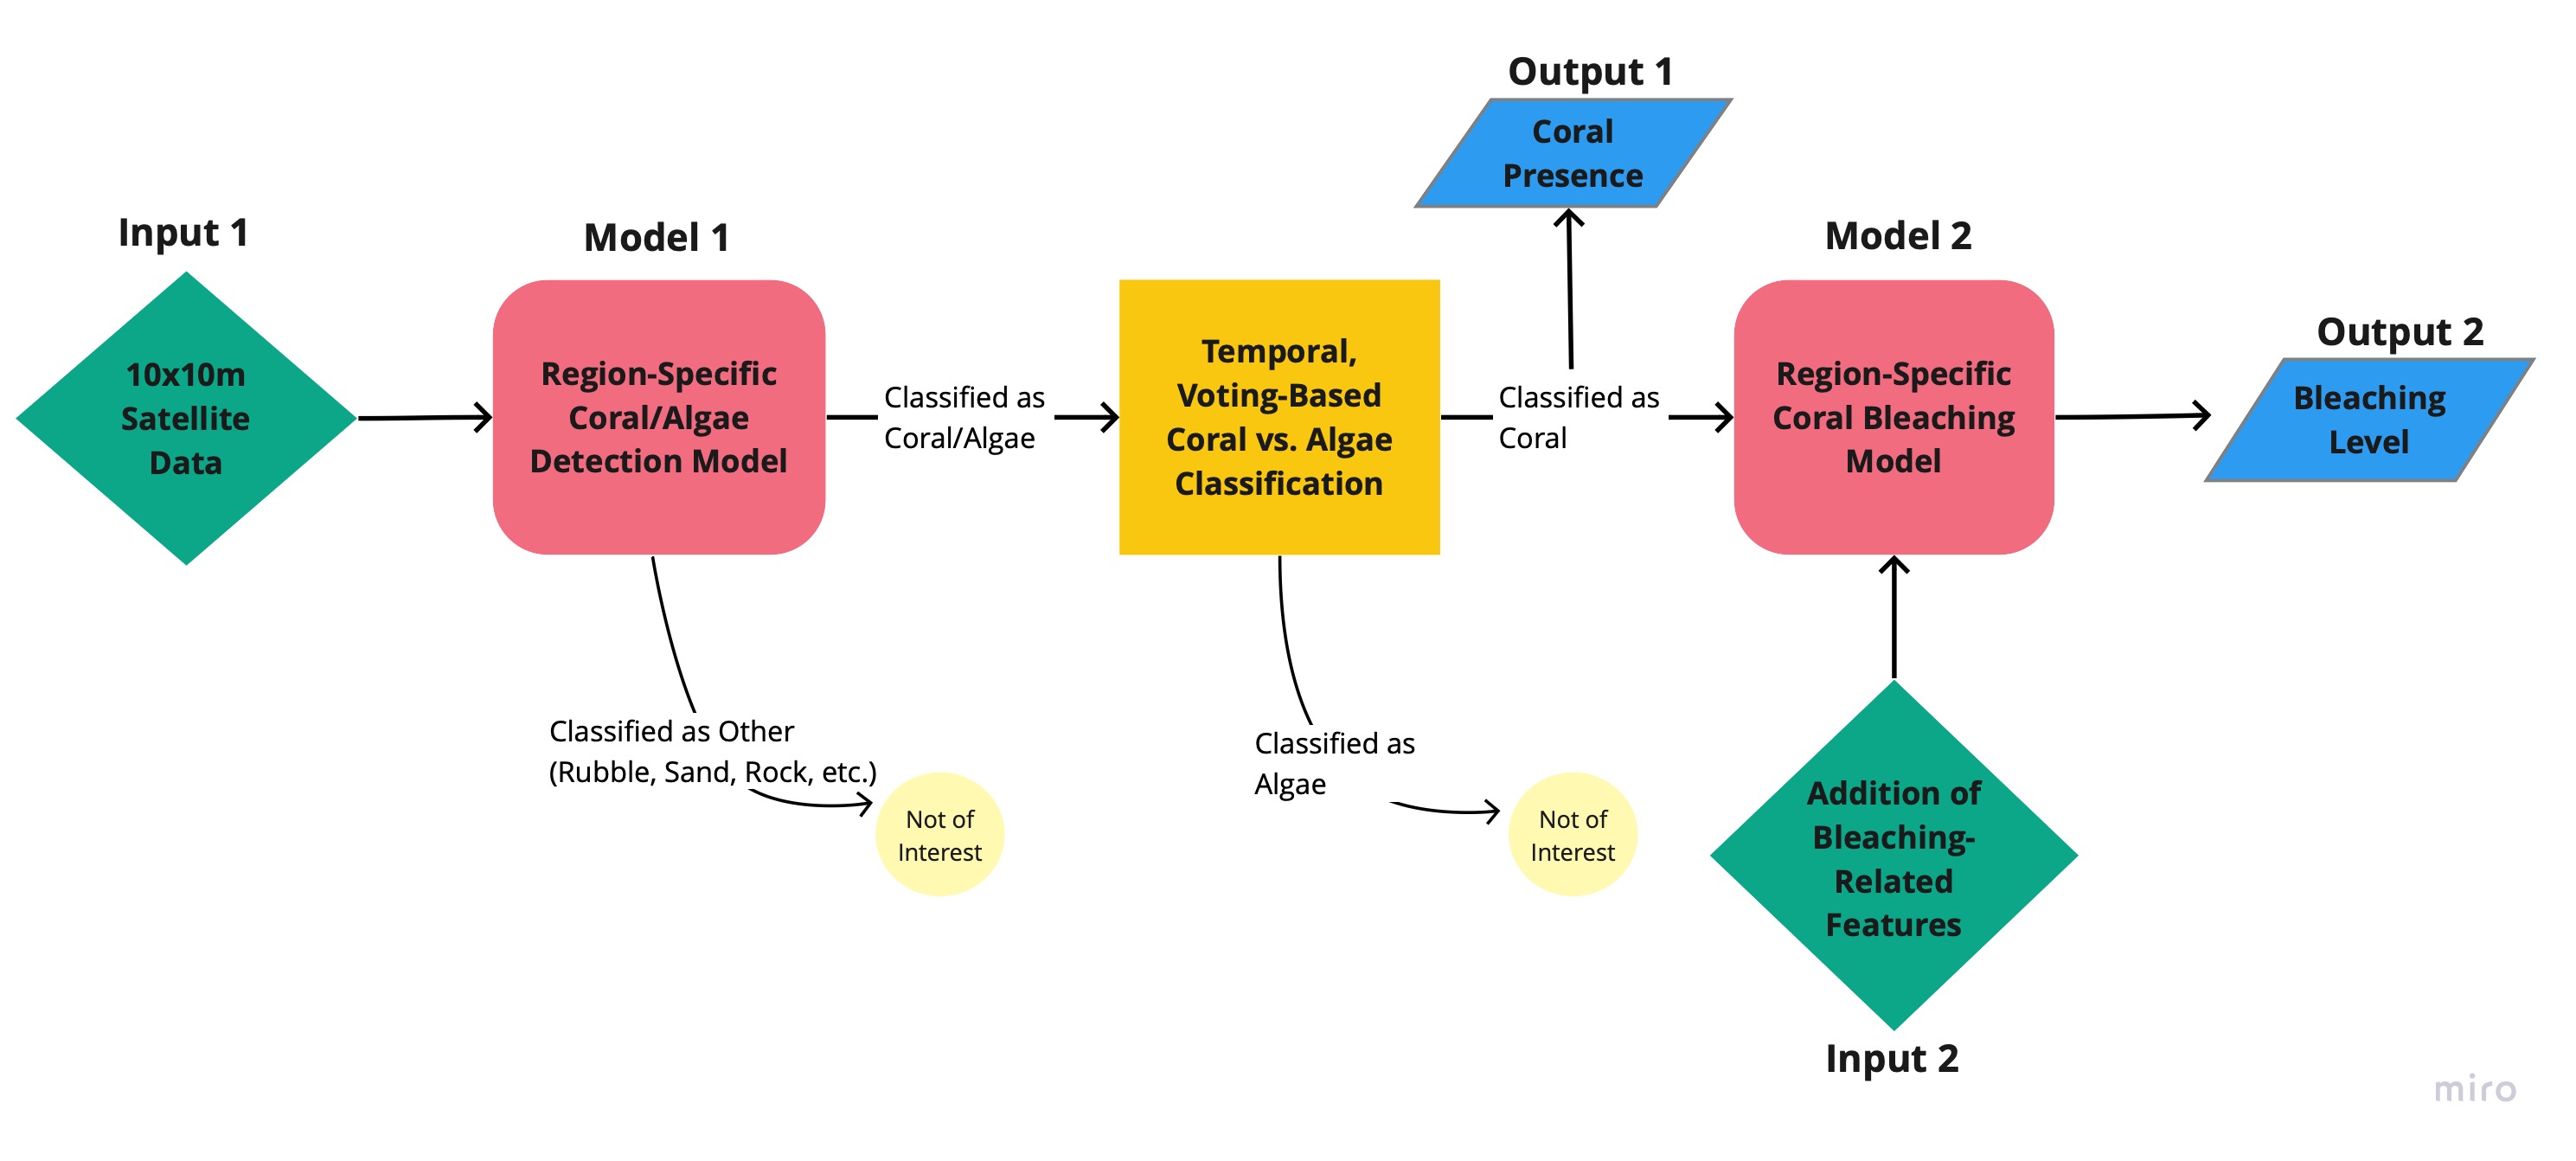 Input 1
10x10m
Satellite
Data
Model 1
Region-Specific
Coral/Algae
Detection Model
Classified as
Coral/Algae
Classified as Other
(Rubble, Sand, Rock, etc.)
Not of
Interest
Temporal,
Voting-Based
Coral vs. Algae
Classification
Classified as
Algae
Not of
Interest
Classified as
Coral
Output 1
Coral
Presence
Model 2
Region-Specific
Coral Bleaching
Model
Addition of
Bleaching-
Related
Features
Input 2
Output 2
Bleaching
Level
miro